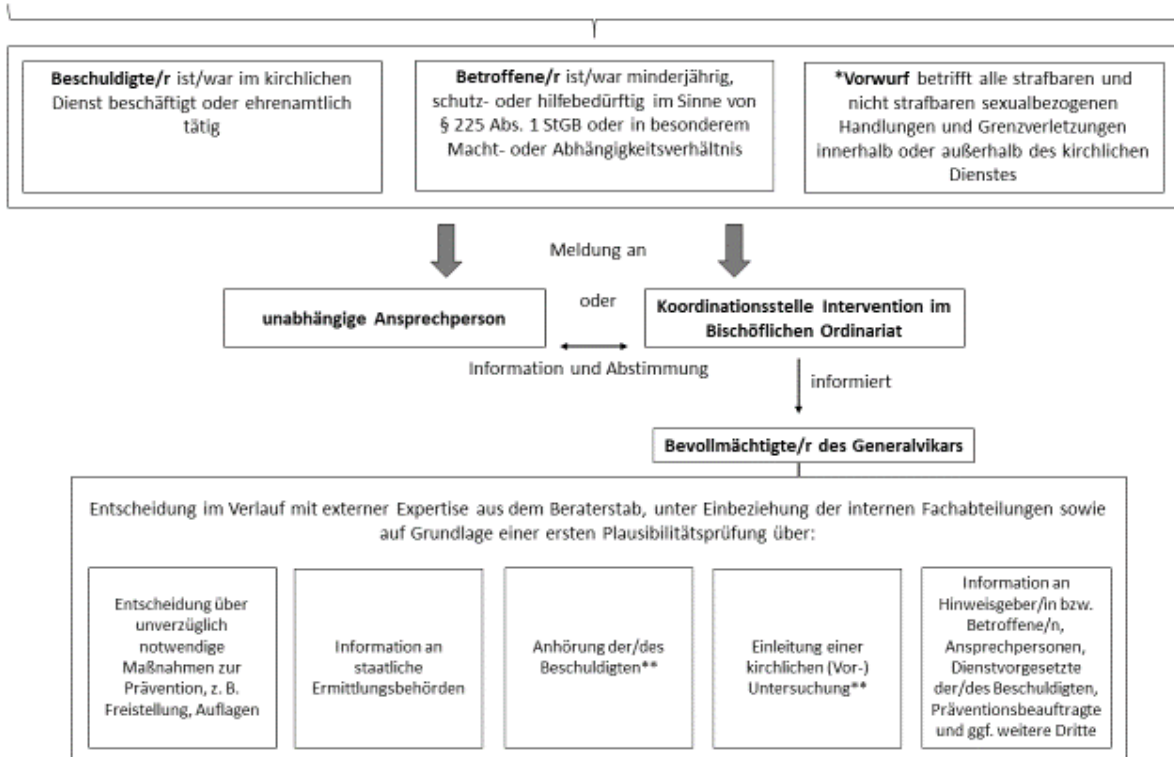 Beschuldigte/r ist/war im kirchlichen
Dienst beschäftigt oder ehrenamtlich
tätig
Betroffene/r ist/war minderjährig,
schutz- oder hilfebedürftig im Sinne von
§ 225 Abs. 1 StGB oder in besonderem
Macht- oder Abhängigkeitsverhältnis
*Vorwurf betrifft alle strafbaren und
nicht strafbaren sexualbezogenen
Handlungen und Grenzverletzungen
innerhalb oder außerhalb des kirchlichen
Dienstes
Meldung an
unabhängige Ansprechperson
oder
Koordinationsstelle Intervention im
Bischöflichen Ordinariat
Information und Abstimmung
informiert
Bevollmächtigte/r des Generalvikars
Entscheidung im Verlauf mit externer Expertise aus dem Beraterstab, unter Einbeziehung der internen Fachabteilungen sowie
auf Grundlage einer ersten Plausibilitätsprüfung über:
Entscheidung über
unverzüglich
notwendige
Maßnahmen zur
Prävention, z. B.
Freistellung, Auflagen
Information an
staatliche
Ermittlungsbehörden
Anhörung der/des
Beschuldigten**
Einleitung einer
kirchlichen (Vor-)
Untersuchung**
Information an
Hinweisgeber/in bzw.
Betroffene/n,
Ansprechpersonen,
Dienstvorgesetzte
der/des Beschuldigten,
Präventionsbeauftragte
und ggf. weitere Dritte